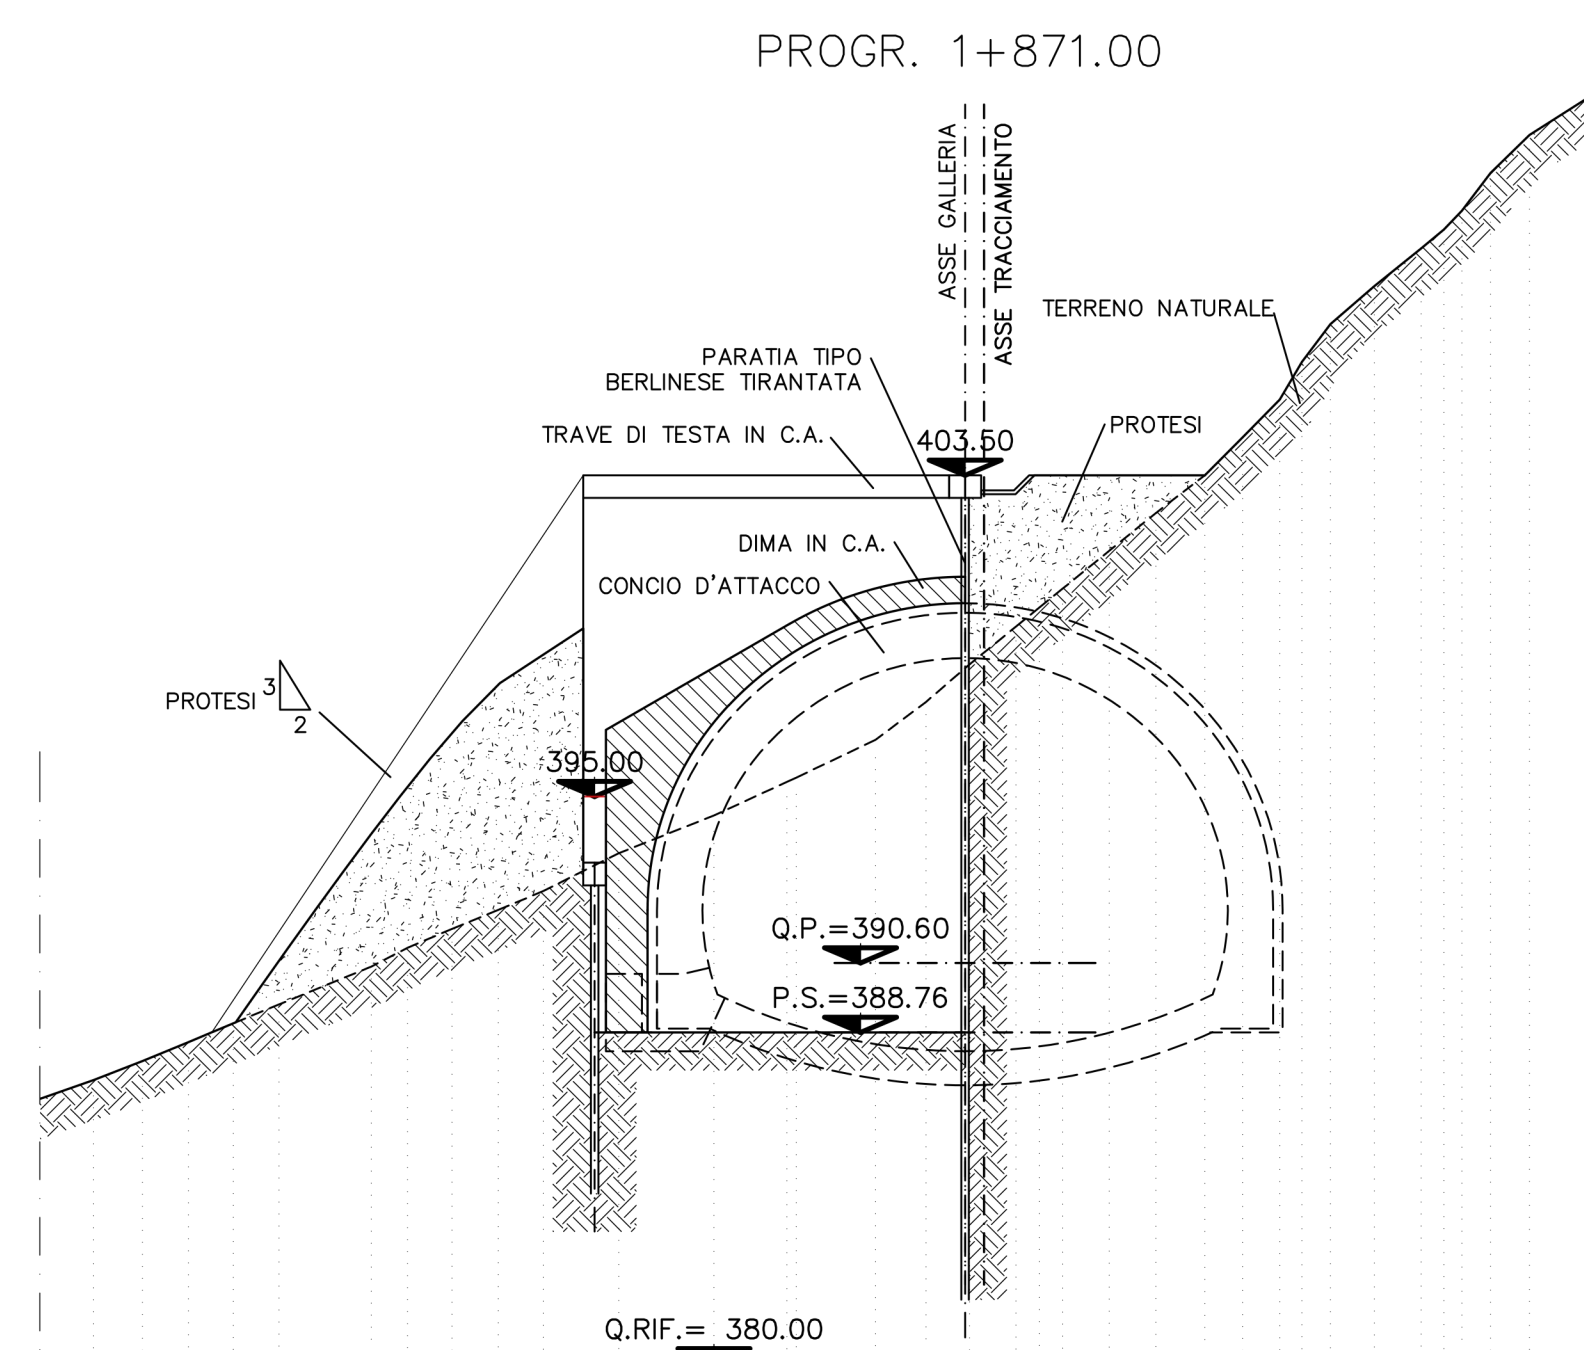 PROGR. 1+871.00
ASSE GALLERIA
ASSE TRACCIAMENTO
TERRENO NATURALE
PARATIA TIPO
BERLINESE TIRANTATA
PROTESI
TRAVE DI TESTA IN C.A.
403.50
DIMA IN C.A.
CONCIO D'ATTACCO
PROTESI
3
2
395.00
Q.P.=390.60
P.S.=388.76
Q.RIF.= 380.00